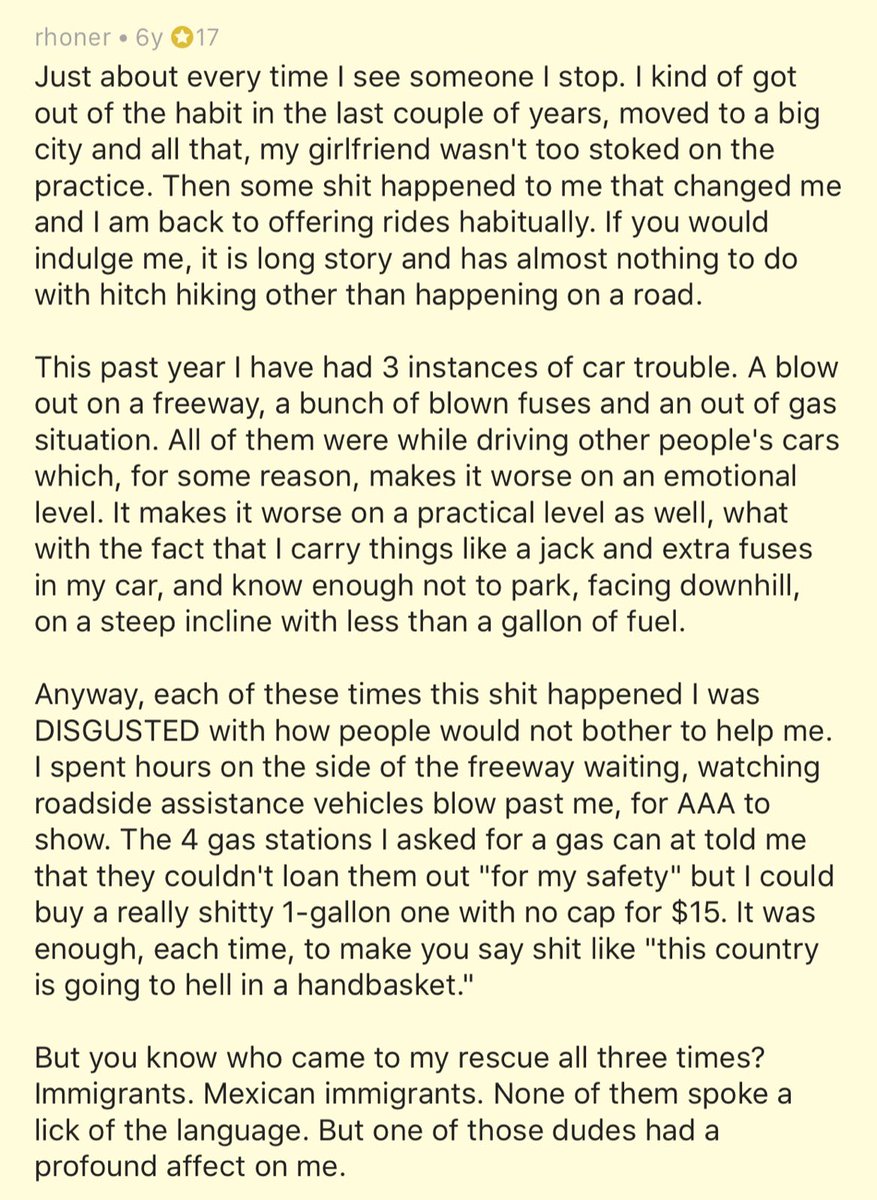 rhoner • 6y 17
Just about every time I see someone I stop. I kind of got
out of the habit in the last couple of years, moved to a big
city and all that, my girlfriend wasn't too stoked on the
practice. Then some shit happened to me that changed me
and I am back to offering rides habitually. If you would
indulge me, it is long story and has almost nothing to do
with hitch hiking other than happening on a road.
This past year I have had 3 instances of car trouble. A blow
out on a freeway, a bunch of blown fuses and an out of gas
situation. All of them were while driving other people's cars
which, for some reason, makes it worse on an emotional
level. It makes it worse on a practical level as well, what
with the fact that I carry things like a jack and extra fuses
in my car, and know enough not to park, facing downhill,
on a steep incline with less than a gallon of fuel.
Anyway, each of these times this shit happened I was
DISGUSTED with how people would not bother to help me.
I spent hours on the side of the freeway waiting, watching
roadside assistance vehicles blow past me, for AAA to
show. The 4 gas stations I asked for a gas can at told me
that they couldn't loan them out "for my safety" but I could
buy a really shitty 1-gallon one with no cap for $15. It was
enough, each time, to make you say shit like "this country
is going to hell in a handbasket."
But you know who came to my rescue all three times?
Immigrants. Mexican immigrants. None of them spoke a
lick of the language. But one of those dudes had a
profound affect on me.